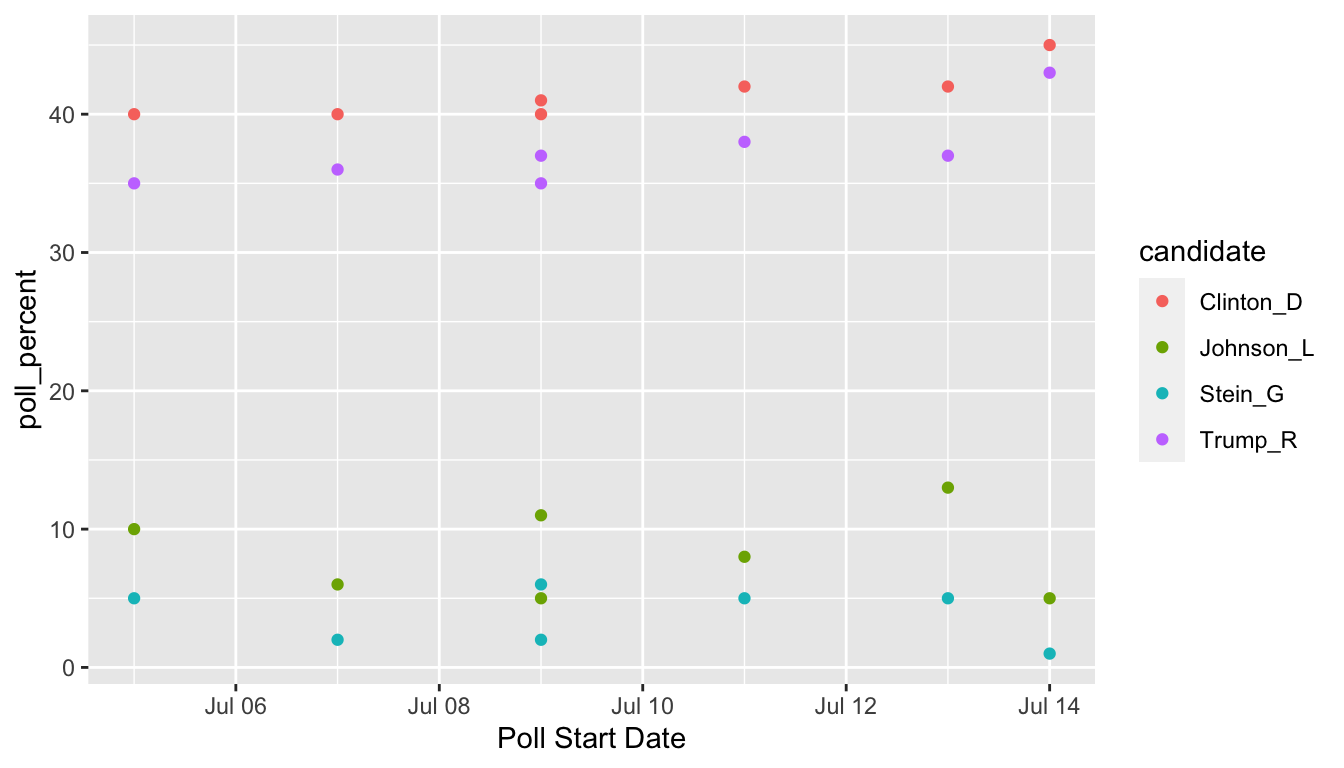 40
30
20
10
0
poll_percent
Jul 06
Jul 08
Jul 10
Jul 12
Jul 14
Poll Start Date
candidate
Clinton_D
Johnson_L
Stein_G
Trump_R